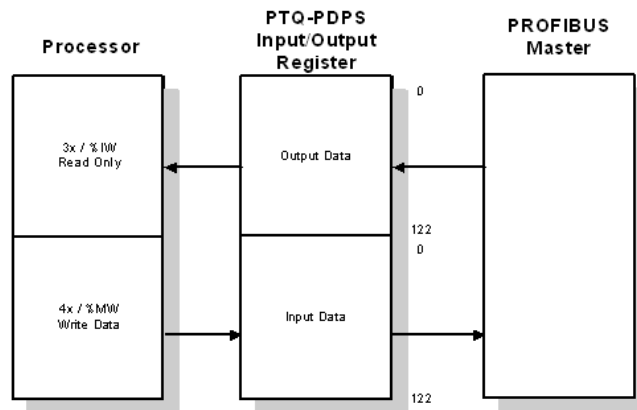 Processor
PTQ-PDPS
Input/Output
Register
PROFIBUS
Master
0
3x / %IW
Read Only
Output Data
122
0
4x / %MW
Write Data
Input Data
122